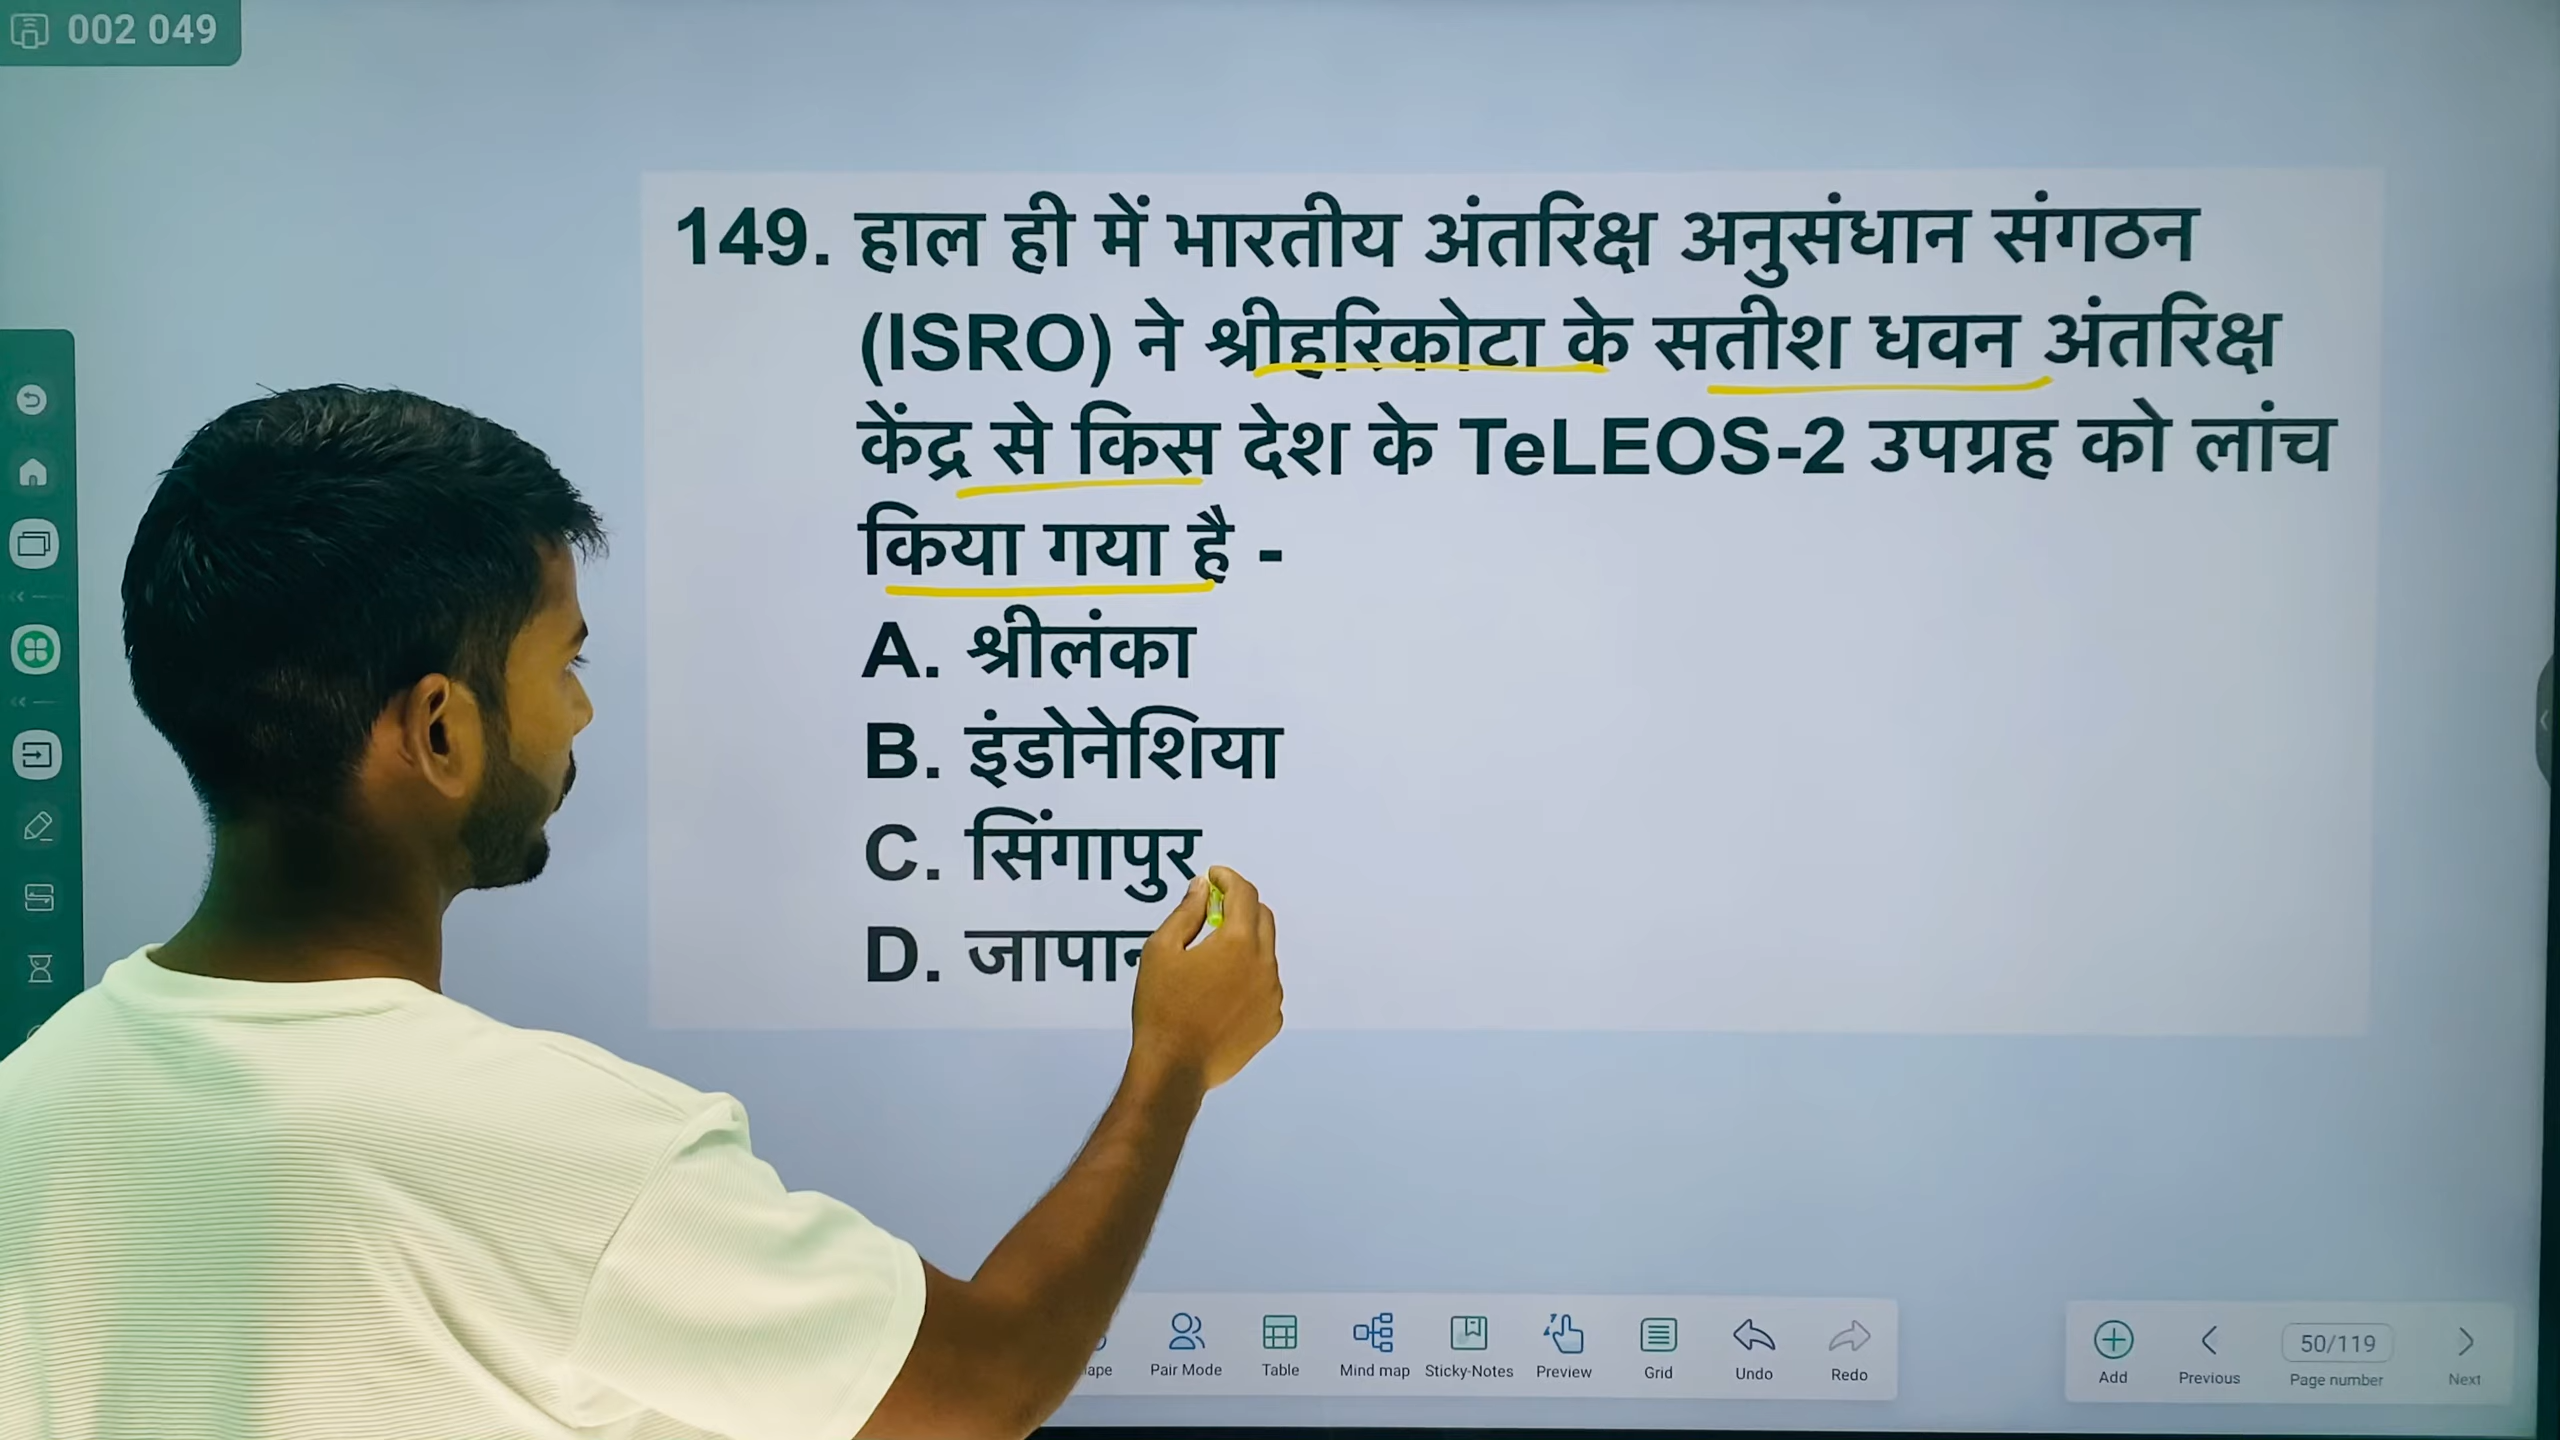 002 049
149. हाल ही में भारतीय अंतरिक्ष अनुसंधान संगठन
(ISRO) ने श्रीहरिकोटा के सतीश धवन अंतरिक्ष
केंद्र से किस देश के TeLEOS-2 उपग्रह को लांच
किया गया है -
A. श्रीलंका
B. इंडोनेशिया
C. सिंगापुर
D. जापान
Pair Mode Table Mind map Sticky-Notes Preview Grid Undo Redo
Add Previous 50/119 Page number Next